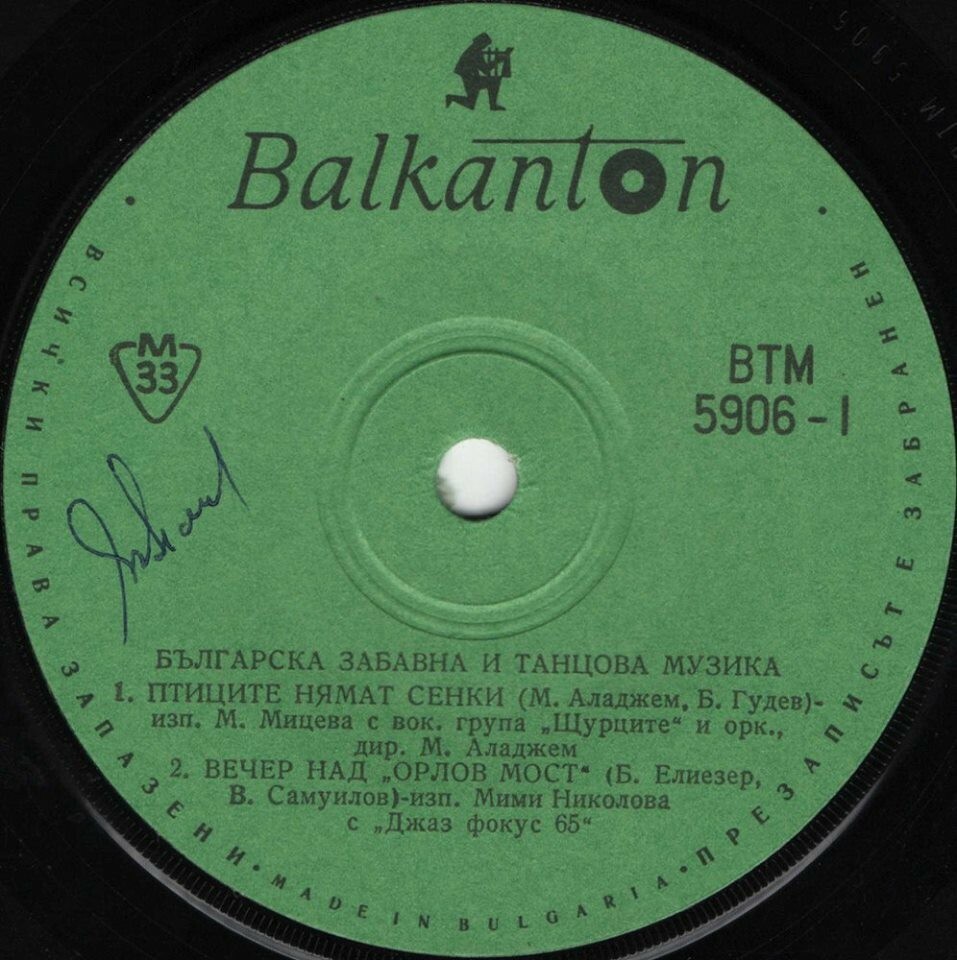 Balkanton
М
33
ВТМ
5906 - I
БЪЛГАРСКА ЗАБАВНА И ТАНЦОВА МУЗИКА
1. ПТИЦИТЕ НЯМАТ СЕНКИ (М. Аладжем, Б. Гудев)-
изп. М. Мицева с вок. група „Щурците“ и орк.,
дир. М. Аладжем
2. ВЕЧЕР НАД „ОРЛОВ МОСТ“ (Б. Елиезер,
В. Самуилов)-изп. Мими Николова
с „Джаз фокус 65“
• ВСИЧКИ ПРАВА ЗАПАЗЕНИ • MADE IN BULGARIA • ПРЕЗАПИСЪТ Е ЗАБРАНЕН •